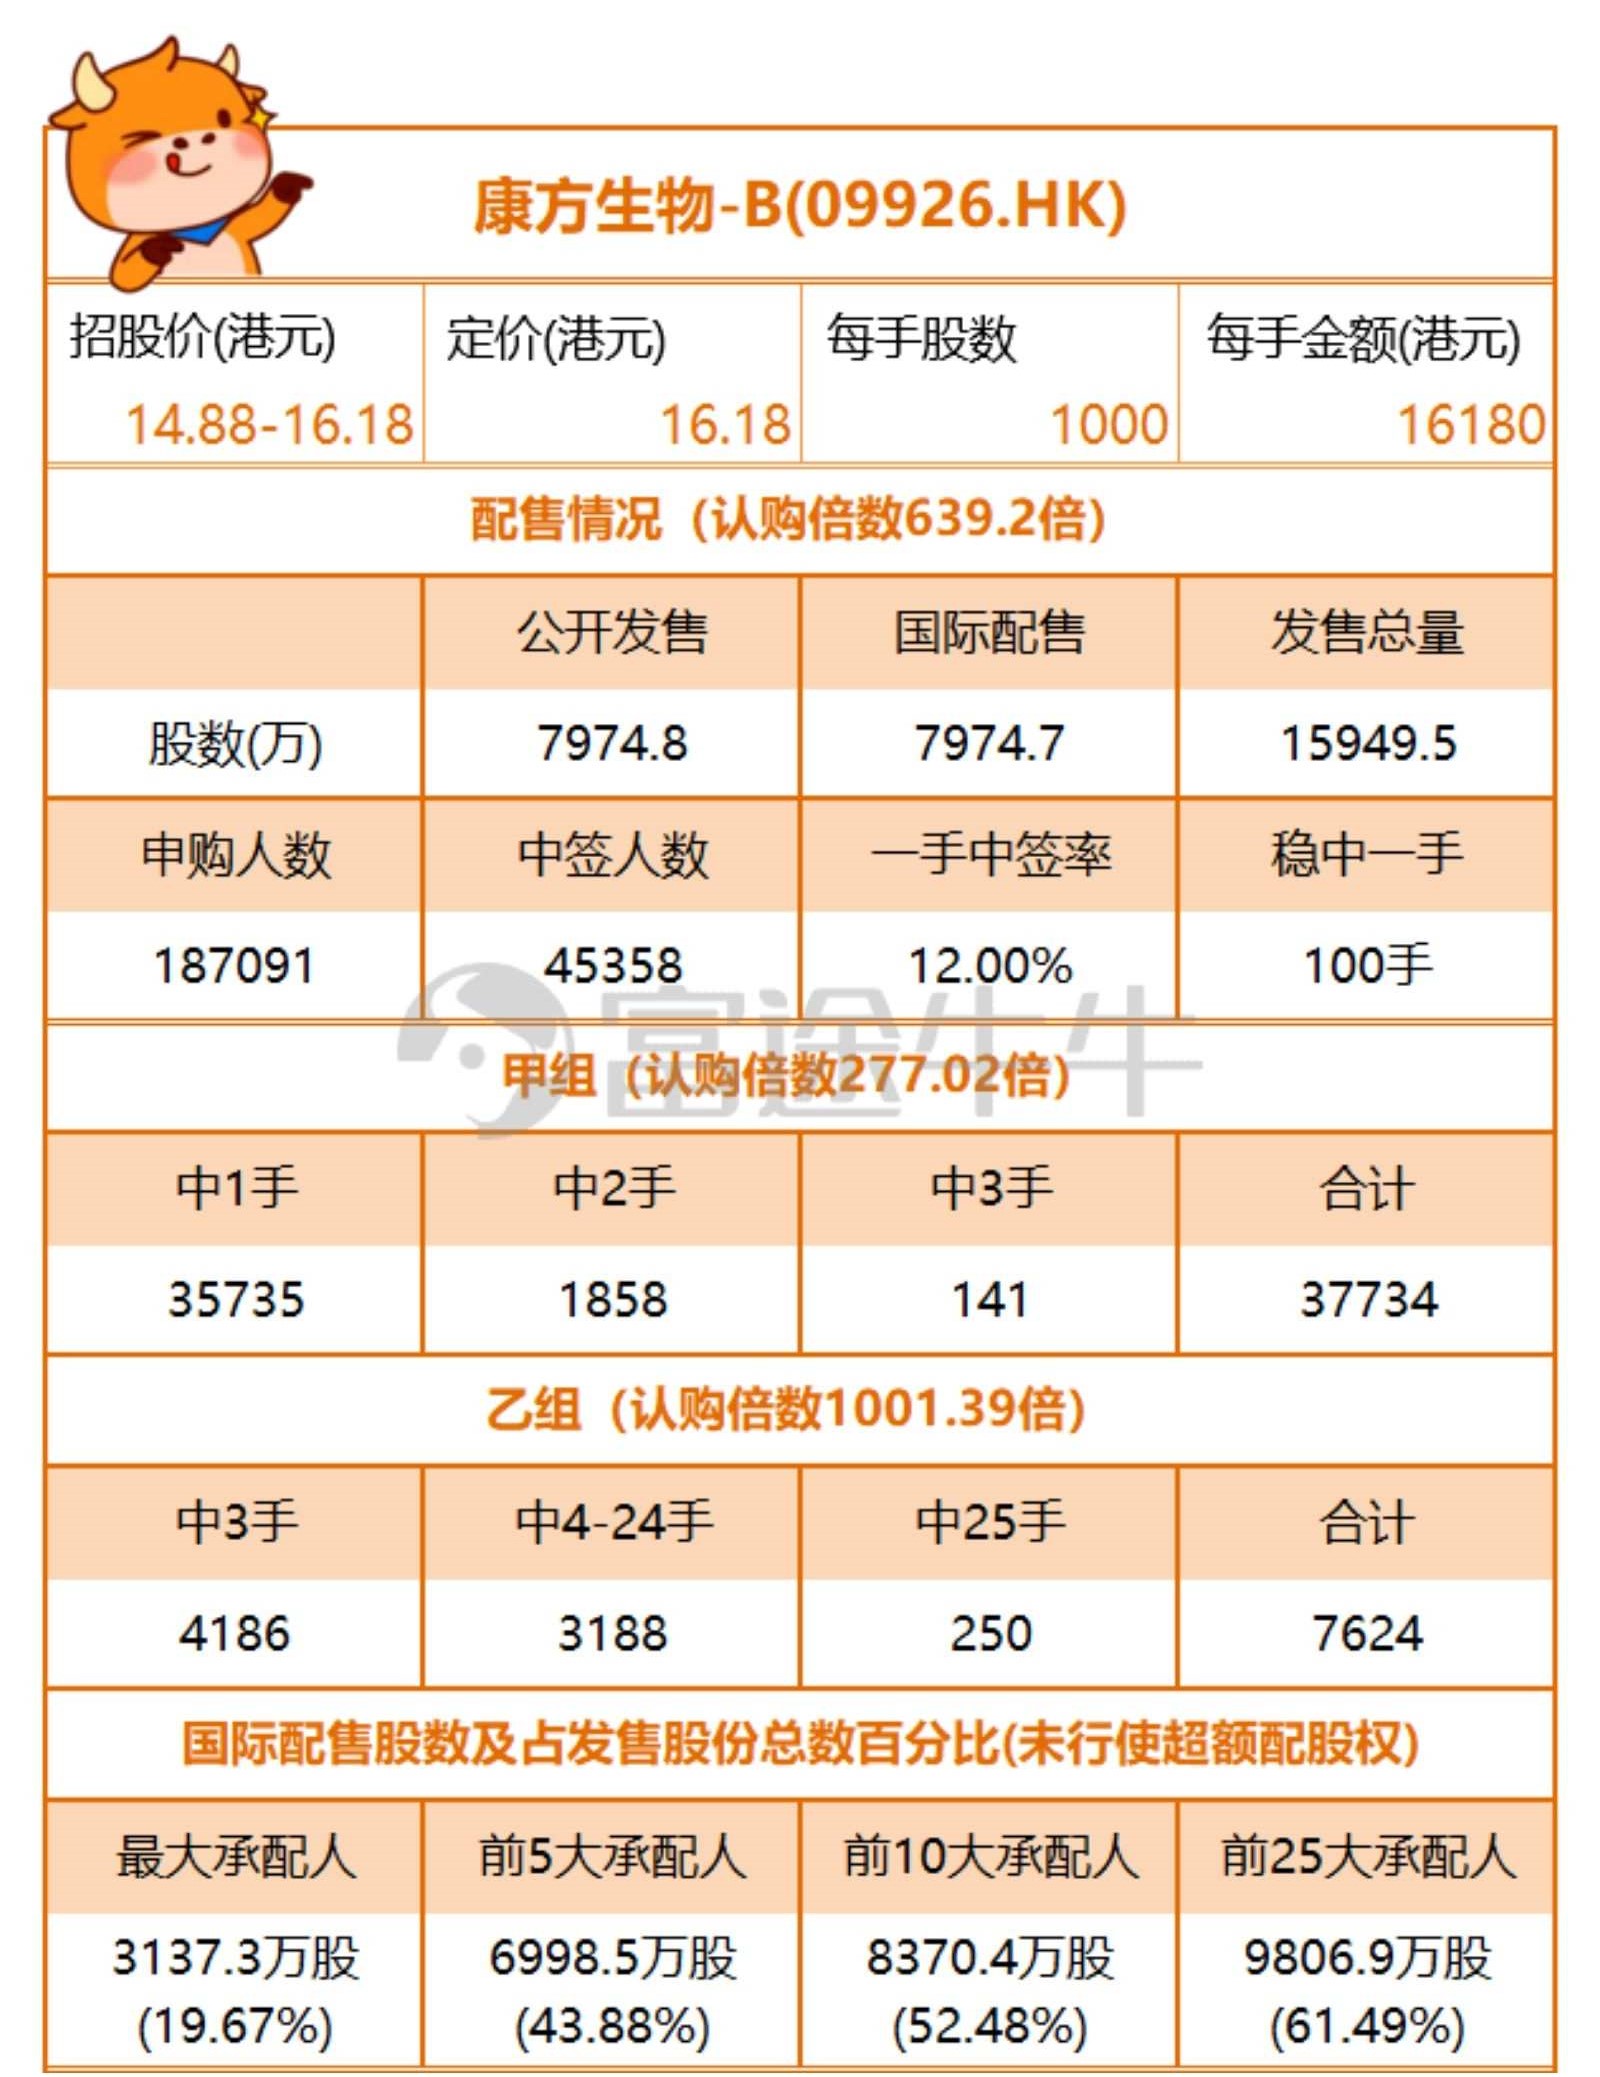 康方生物-B(09926.HK)
招股价(港元) 定价(港元) 每手股数 每手金额(港元)
14.88-16.18 16.18 1000 16180
配售情况（认购倍数639.2倍）
公开发售 国际配售 发售总量
股数(万) 7974.8 7974.7 15949.5
申购人数 中签人数 一手中签率 稳中一手
187091 45358 12.00% 100手
富途牛牛
甲组（认购倍数277.02倍）
中1手 中2手 中3手 合计
35735 1858 141 37734
乙组（认购倍数1001.39倍）
中3手 中4-24手 中25手 合计
4186 3188 250 7624
国际配售股数及占发售股份总数百分比(未行使超额配股权)
最大承配人 前5大承配人 前10大承配人 前25大承配人
3137.3万股 6998.5万股 8370.4万股 9806.9万股
(19.67%) (43.88%) (52.48%) (61.49%)